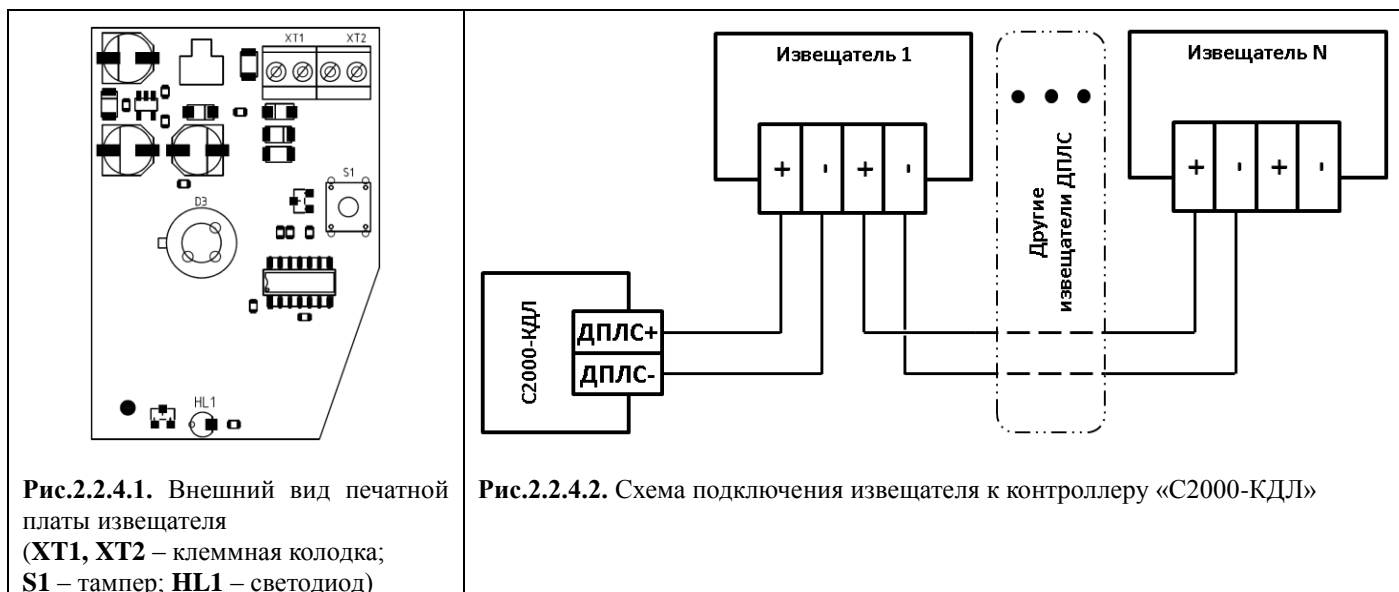 XT1 XT2
S1
D3
HL1
Рис.2.2.4.1. Внешний вид печатной
платы извещателя
(XT1, XT2 – клеммная колодка;
S1 – тампер; HL1 – светодиод)
Извещатель 1
+ - + -
Другие
извещатели ДПЛС
Извещатель N
+ - + -
С2000-КДЛ
ДПЛС+
ДПЛС-
Рис.2.2.4.2. Схема подключения извещателя к контроллеру «С2000-КДЛ»